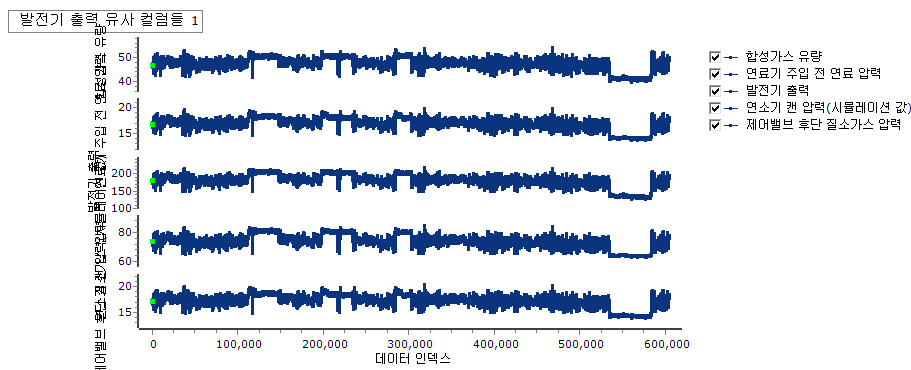 발전기 출력 유사 컬럼들 1
50
40
20
15
200
150
100
80
60
20
15
0 100,000 200,000 300,000 400,000 500,000 600,000
데이터 인덱스
합성가스 유량
연료기 주입 전 연료 압력
발전기 출력
연소기 캔 압력(시뮬레이션 값)
제어밸브 후단 질소가스 압력